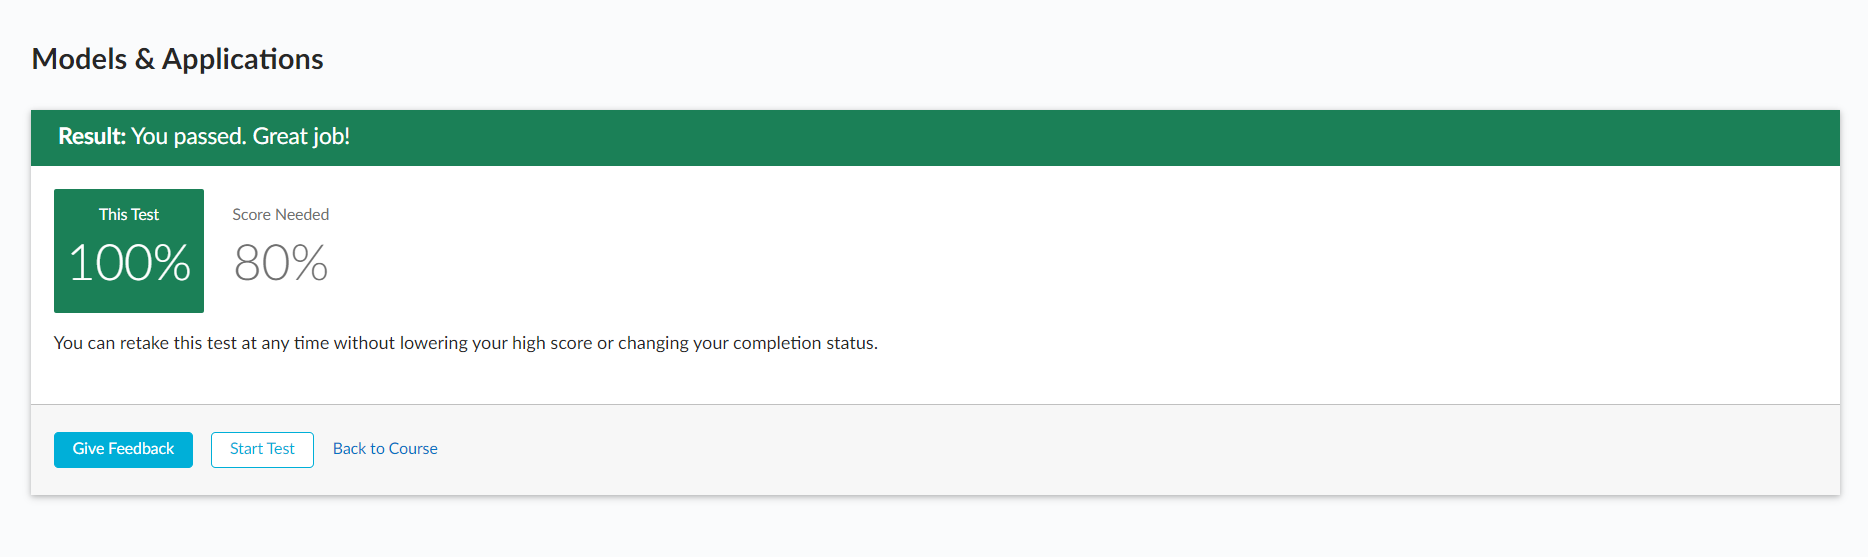 Models & Applications
Result: You passed. Great job!
This Test
100%
Score Needed
80%
You can retake this test at any time without lowering your high score or changing your completion status.
Give Feedback
Start Test
Back to Course